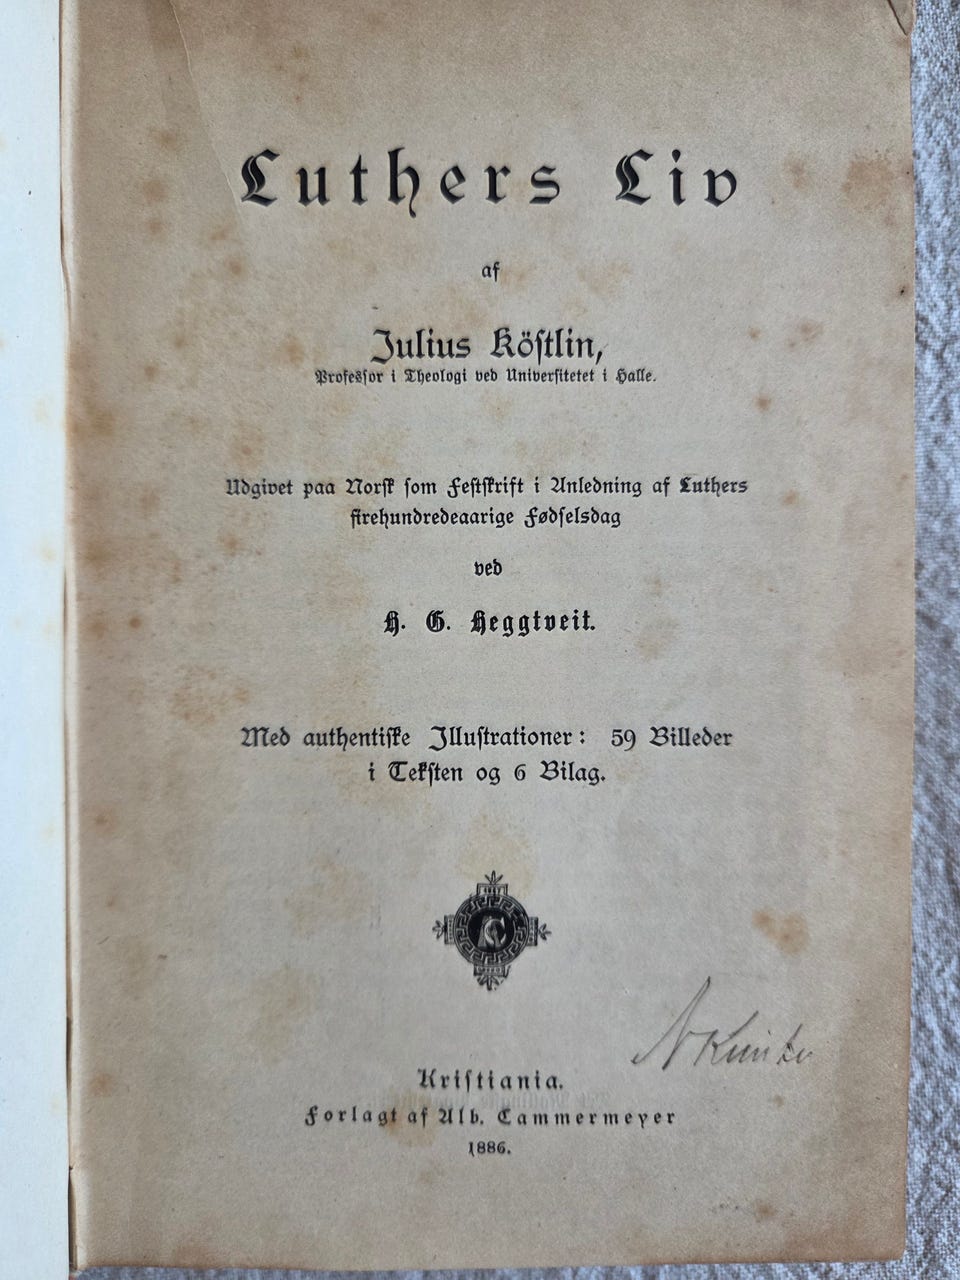 Luthers Liv
af
Julius Köstlin,
Professor i Theologi ved Universitetet i Halle.
Udgivet paa Norsk som Festskrift i Anledning af Luthers
firehundredeaarige Fødselsdag
ved
H. G. Heggtveit.
Med authentiske Illustrationer: 59 Billeder
i Teksten og 6 Bilag.
Kristiania.
Forlagt af Alb. Cammermeyer
1886.